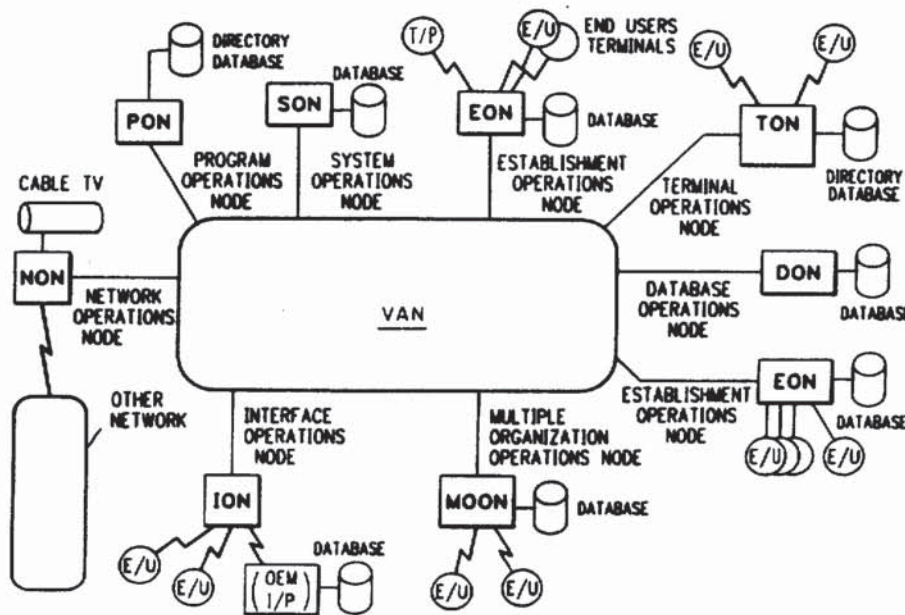 DIRECTORY
DATABASE
PON
PROGRAM
OPERATIONS
NODE
DATABASE
SON
SYSTEM
OPERATIONS
NODE
T/P
E/U
END USERS
TERMINALS
EON
DATABASE
ESTABLISHMENT
OPERATIONS
NODE
E/U
E/U
TON
DIRECTORY
DATABASE
TERMINAL
OPERATIONS
NODE
CABLE TV
NON
NETWORK
OPERATIONS
NODE
OTHER
NETWORK
VAN
DON
DATABASE
DATABASE
OPERATIONS
NODE
EON
DATABASE
ESTABLISHMENT
OPERATIONS
NODE
E/U
E/U
INTERFACE
OPERATIONS
NODE
ION
E/U
E/U
(OEM
I/P)
DATABASE
MULTIPLE
ORGANIZATION
OPERATIONS NODE
MOON
DATABASE
E/U
E/U